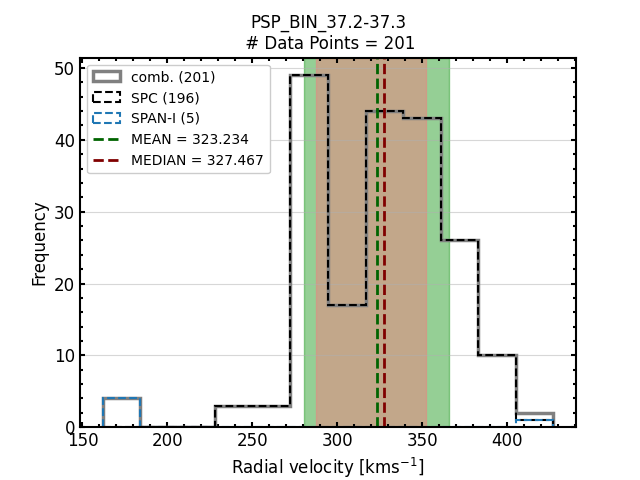 PSP_BIN_37.2-37.3
# Data Points = 201
comb. (201)
SPC (196)
SPAN-I (5)
MEAN = 323.234
MEDIAN = 327.467
Frequency
50
40
30
20
10
0
150 200 250 300 350 400
Radial velocity [kms⁻¹]